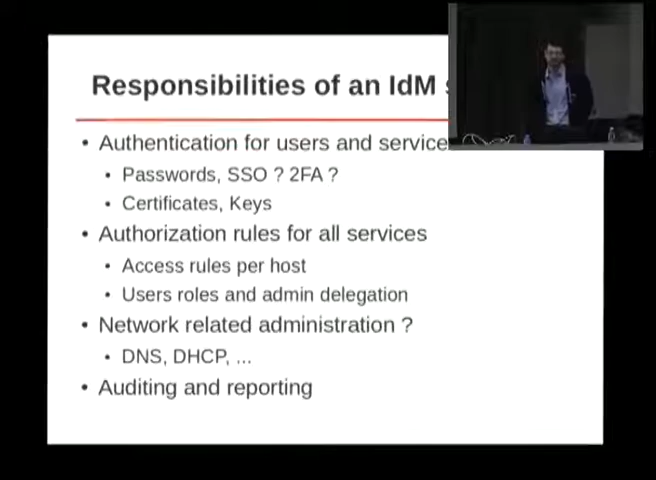 Responsibilities of an IdM
• Authentication for users and service
• Passwords, SSO ? 2FA ?
• Certificates, Keys
• Authorization rules for all services
• Access rules per host
• Users roles and admin delegation
• Network related administration ?
• DNS, DHCP, ...
• Auditing and reporting